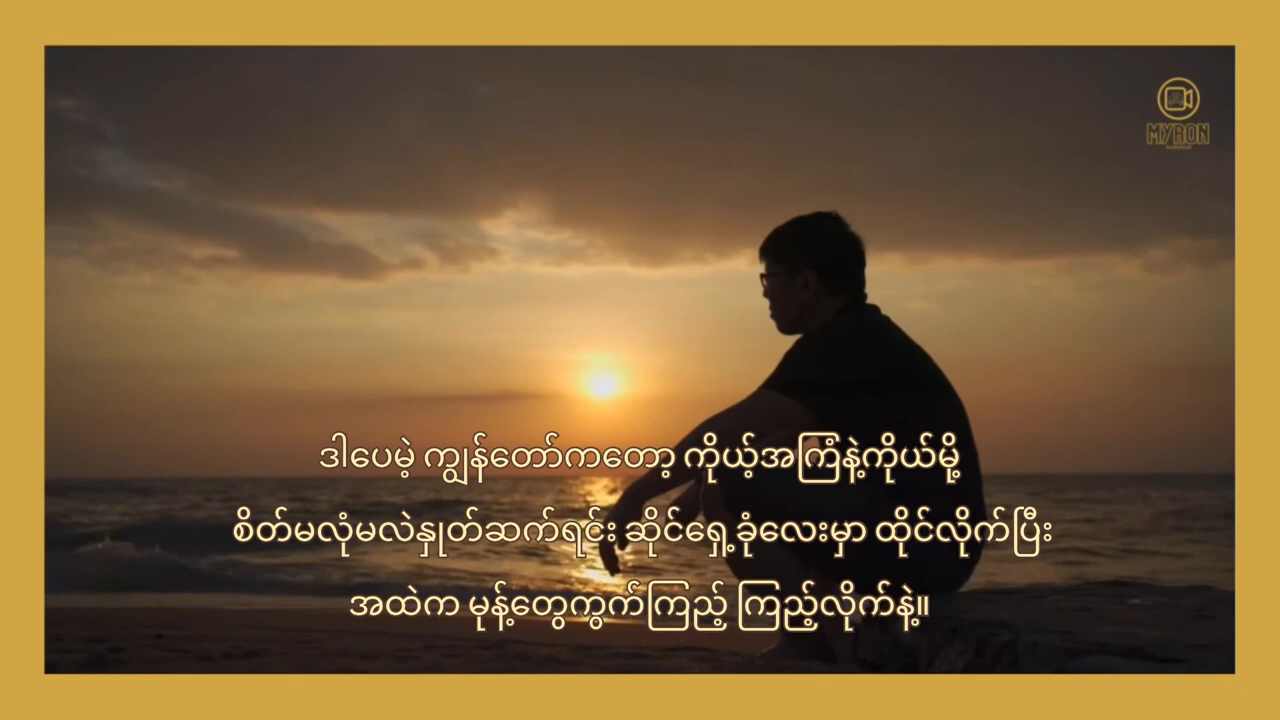 MYRON
ဒါပေမဲ့ ကျွန်တော်ကတော့ ကိုယ့်အကြံနဲ့ကိုယ်မို့
စိတ်မလုံမလဲနှုတ်ဆက်ရင်း ဆိုင်ရှေ့ခုံလေးမှာ ထိုင်လိုက်ပြီး
အထဲက မုန့်တွေကွက်ကြည့် ကြည့်လိုက်နဲ့။